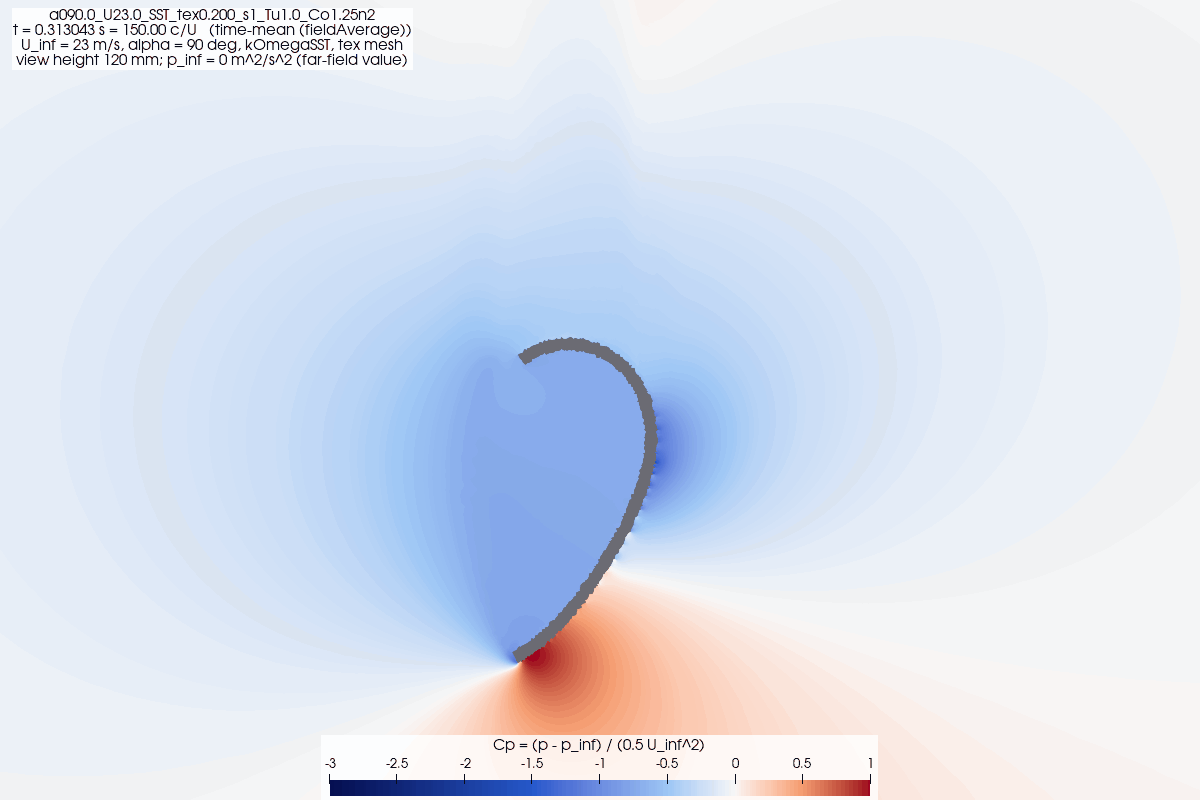 a090.0_U23.0_SST_tex0.200_s1_Tu1.0_Co1.25n2
t = 0.313043 s = 150.00 c/U (time-mean (fieldAverage))
U_inf = 23 m/s, alpha = 90 deg, kOmegaSST, tex mesh
view height 120 mm; p_inf = 0 m^2/s^2 (far-field value)
Cp = (p - p_inf) / (0.5 U_inf^2)
-3 -2.5 -2 -1.5 -1 -0.5 0 0.5 1